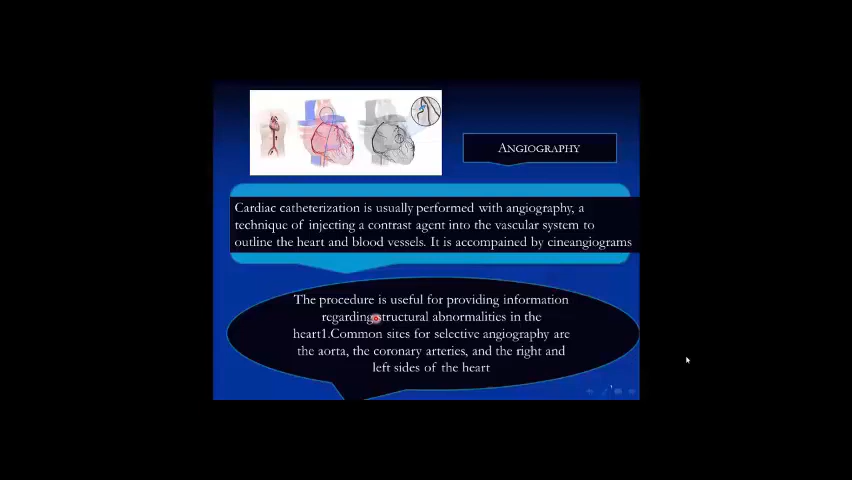 ANGIOGRAPHY
Cardiac catheterization is usually performed with angiography, a
technique of injecting a contrast agent into the vascular system to
outline the heart and blood vessels. It is accompained by cineangiograms
The procedure is useful for providing information
regarding structural abnormalities in the
heart1.Common sites for selective angiography are
the aorta, the coronary arteries, and the right and
left sides of the heart